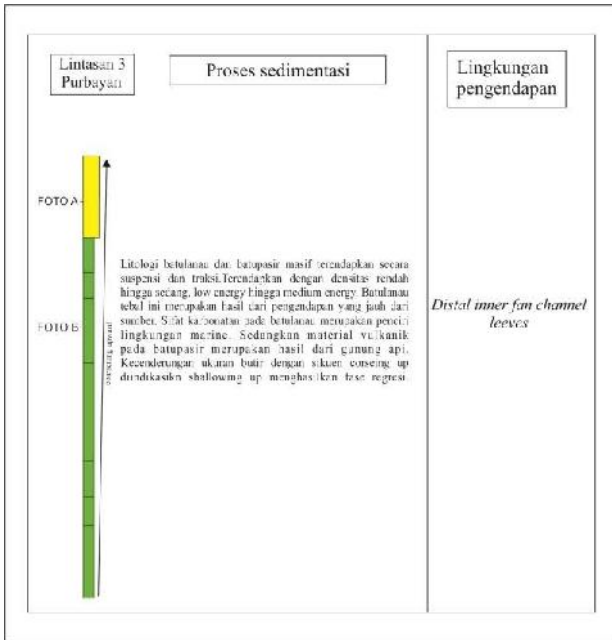 Lintasan 3
Purbayan
Proses sedimentasi
Lingkungan
pengendapan
FOTO A
FOTO B
Litologi batulanau dan batupasir masif terendapkan secara
suspensi dan traksi.Terendapkan dengan densitas rendah
hingga sedang, low energy hingga medium energy. Batulanau
tebal ini merupakan hasil dari pengendapan yang jauh dari
sumber. Sifat karbonatan pada batulanau merupakan penciri
lingkungan marine. Sedangkan material vulkanik
pada batupasir merupakan hasil dari gunung api.
Kecenderungan ukuran butir dengan sikuen corseing up
shallowing up menghasilkan fase regresi.
Distal inner fan channel
leeves